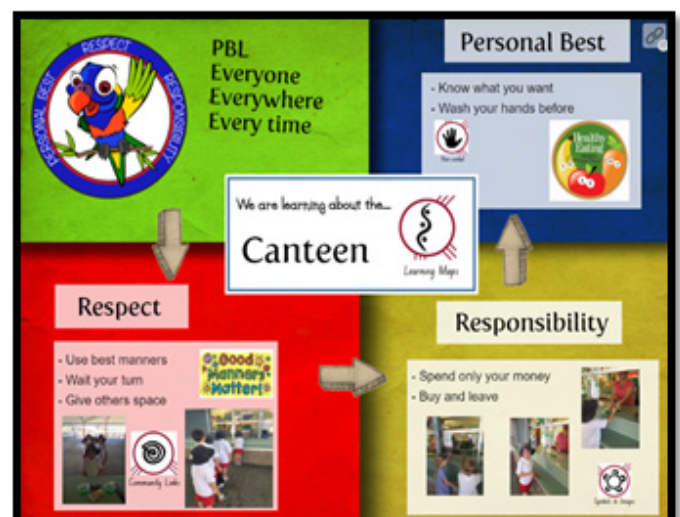 PERSONAL BEST
RESPECT
RESPONSIBILITY
PBL
Everyone
Everywhere
Every time
We are learning about the...
Canteen
Learning Maps
Respect
- Use best manners
- Wait your turn
- Give others space
Good
Manners
Matter!
Community Links
Responsibility
- Spend only your money
- Buy and leave
Symbols & Images
Personal Best
- Know what you want
- Wash your hands before
Non-verbal
Healthy
Eating